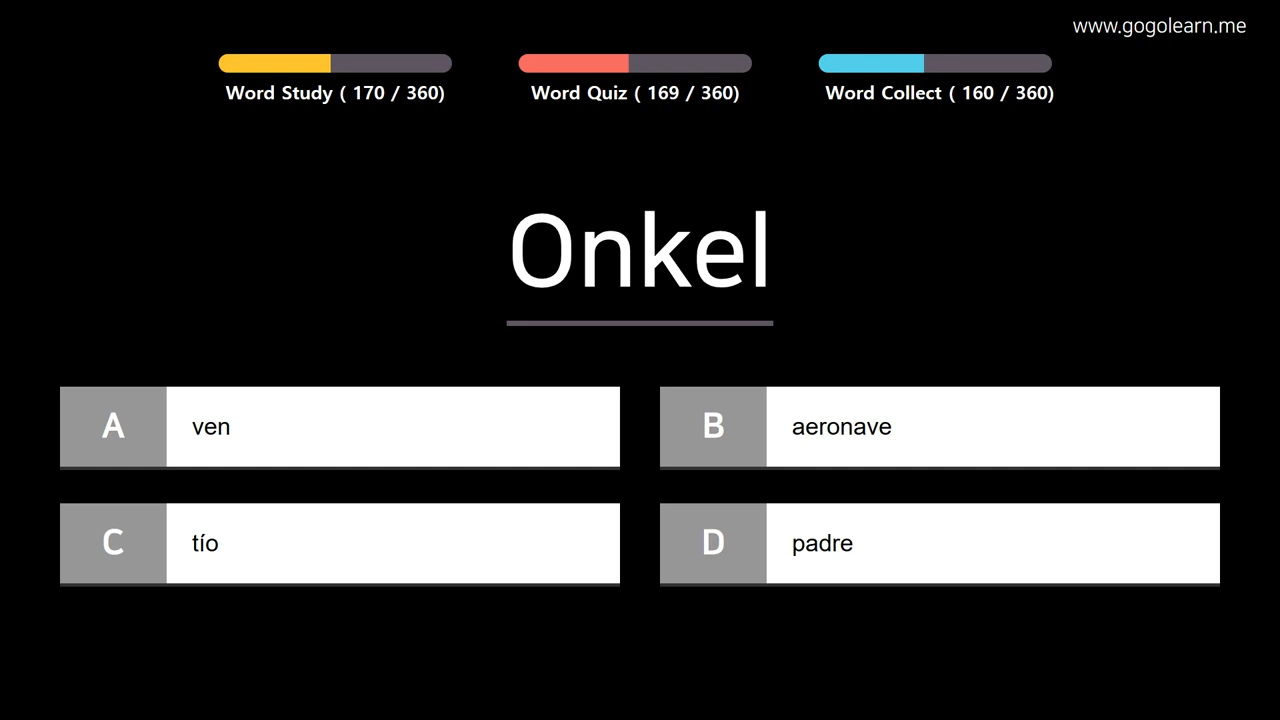 www.gogolearn.me
Word Study ( 170 / 360)
Word Quiz ( 169 / 360)
Word Collect ( 160 / 360)
Onkel
A ven
B aeronave
C tío
D padre